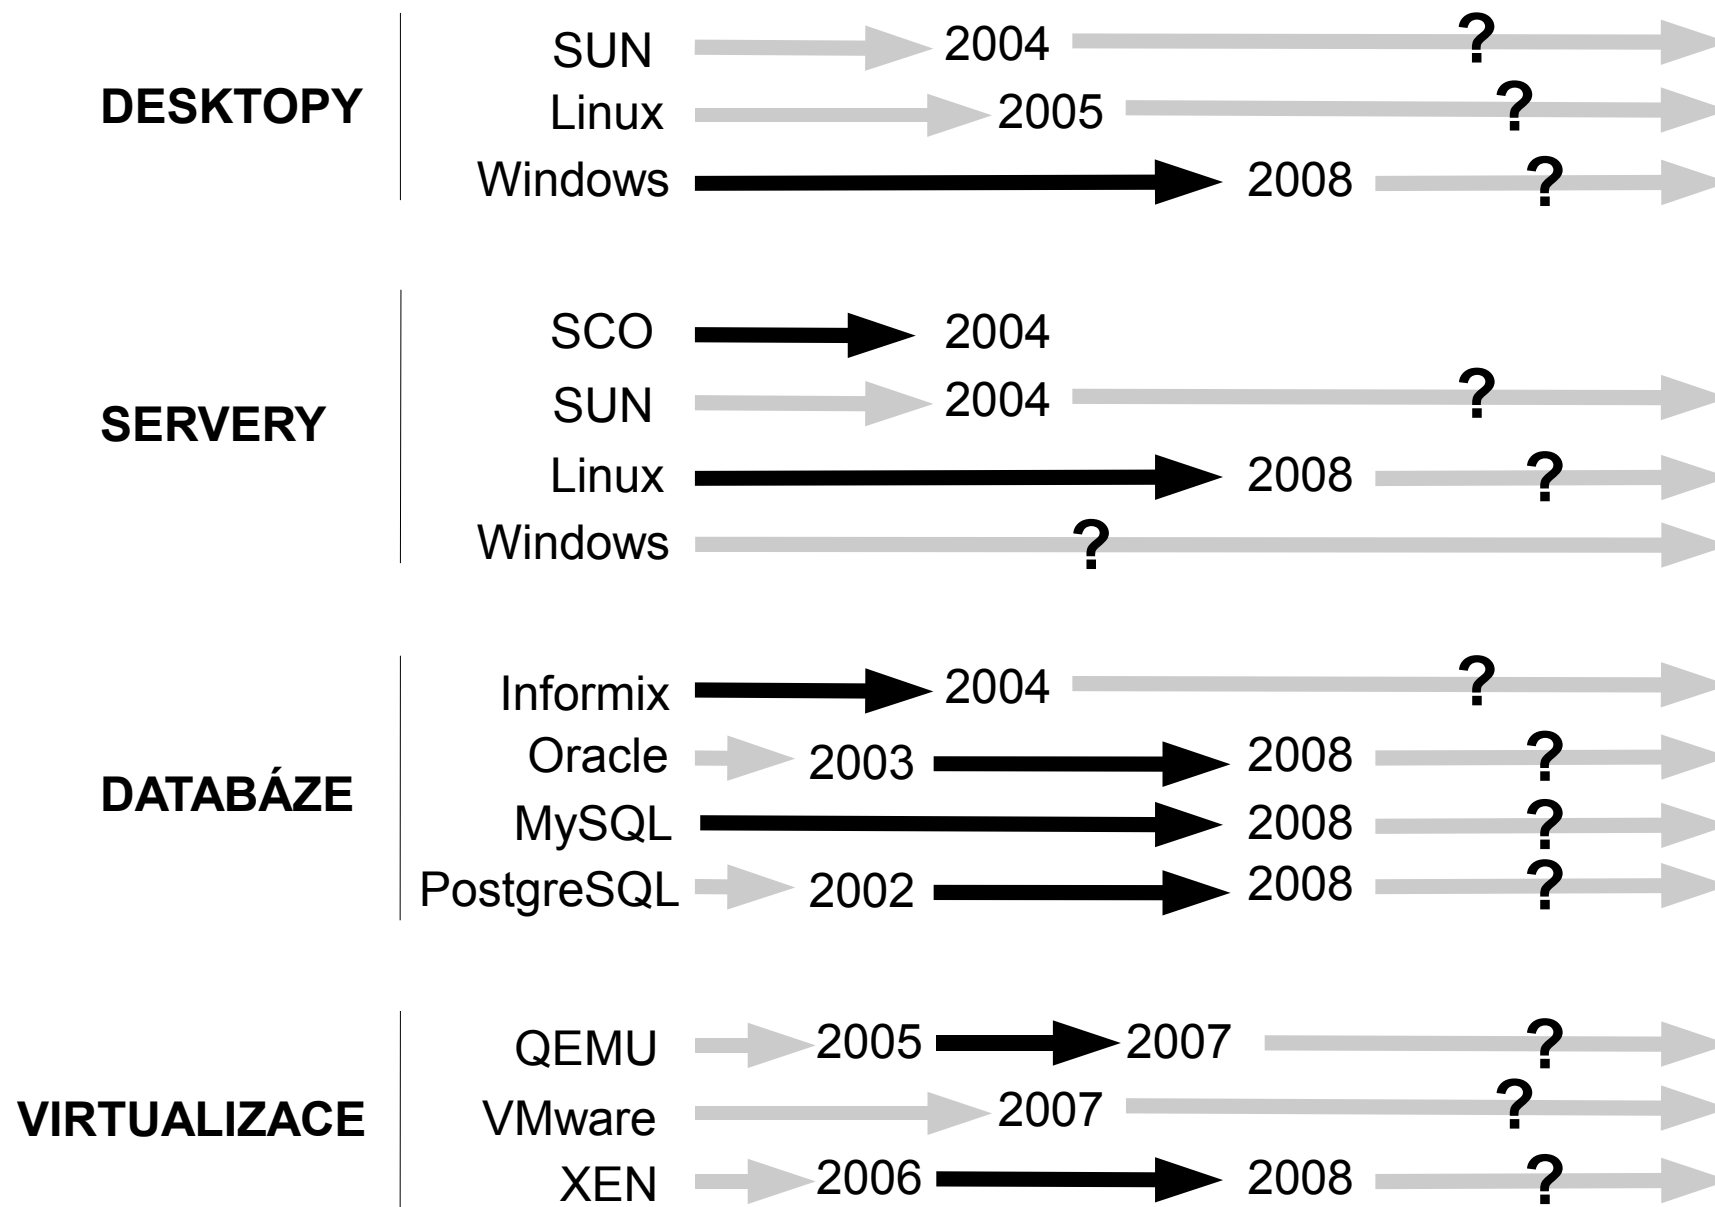 DESKTOPY
SUN 2004 ?
Linux 2005 ?
Windows 2008 ?
SERVERY
SCO 2004
SUN 2004 ?
Linux 2008 ?
Windows ?
DATABÁZE
Informix 2004 ?
Oracle 2003 2008 ?
MySQL 2008 ?
PostgreSQL 2002 2008 ?
VIRTUALIZACE
QEMU 2005 2007 ?
VMware 2007 ?
XEN 2006 2008 ?